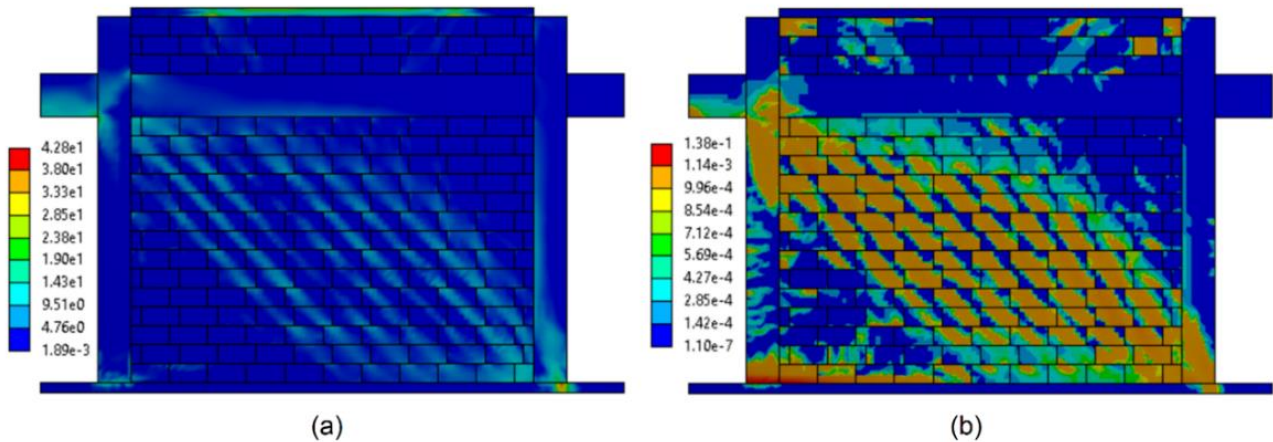 4.28e1
3.80e1
3.33e1
2.85e1
2.38e1
1.90e1
1.43e1
9.51e0
4.76e0
1.89e-3
1.38e-1
1.14e-3
9.96e-4
8.54e-4
7.12e-4
5.69e-4
4.27e-4
2.85e-4
1.42e-4
1.10e-7
(a)
(b)